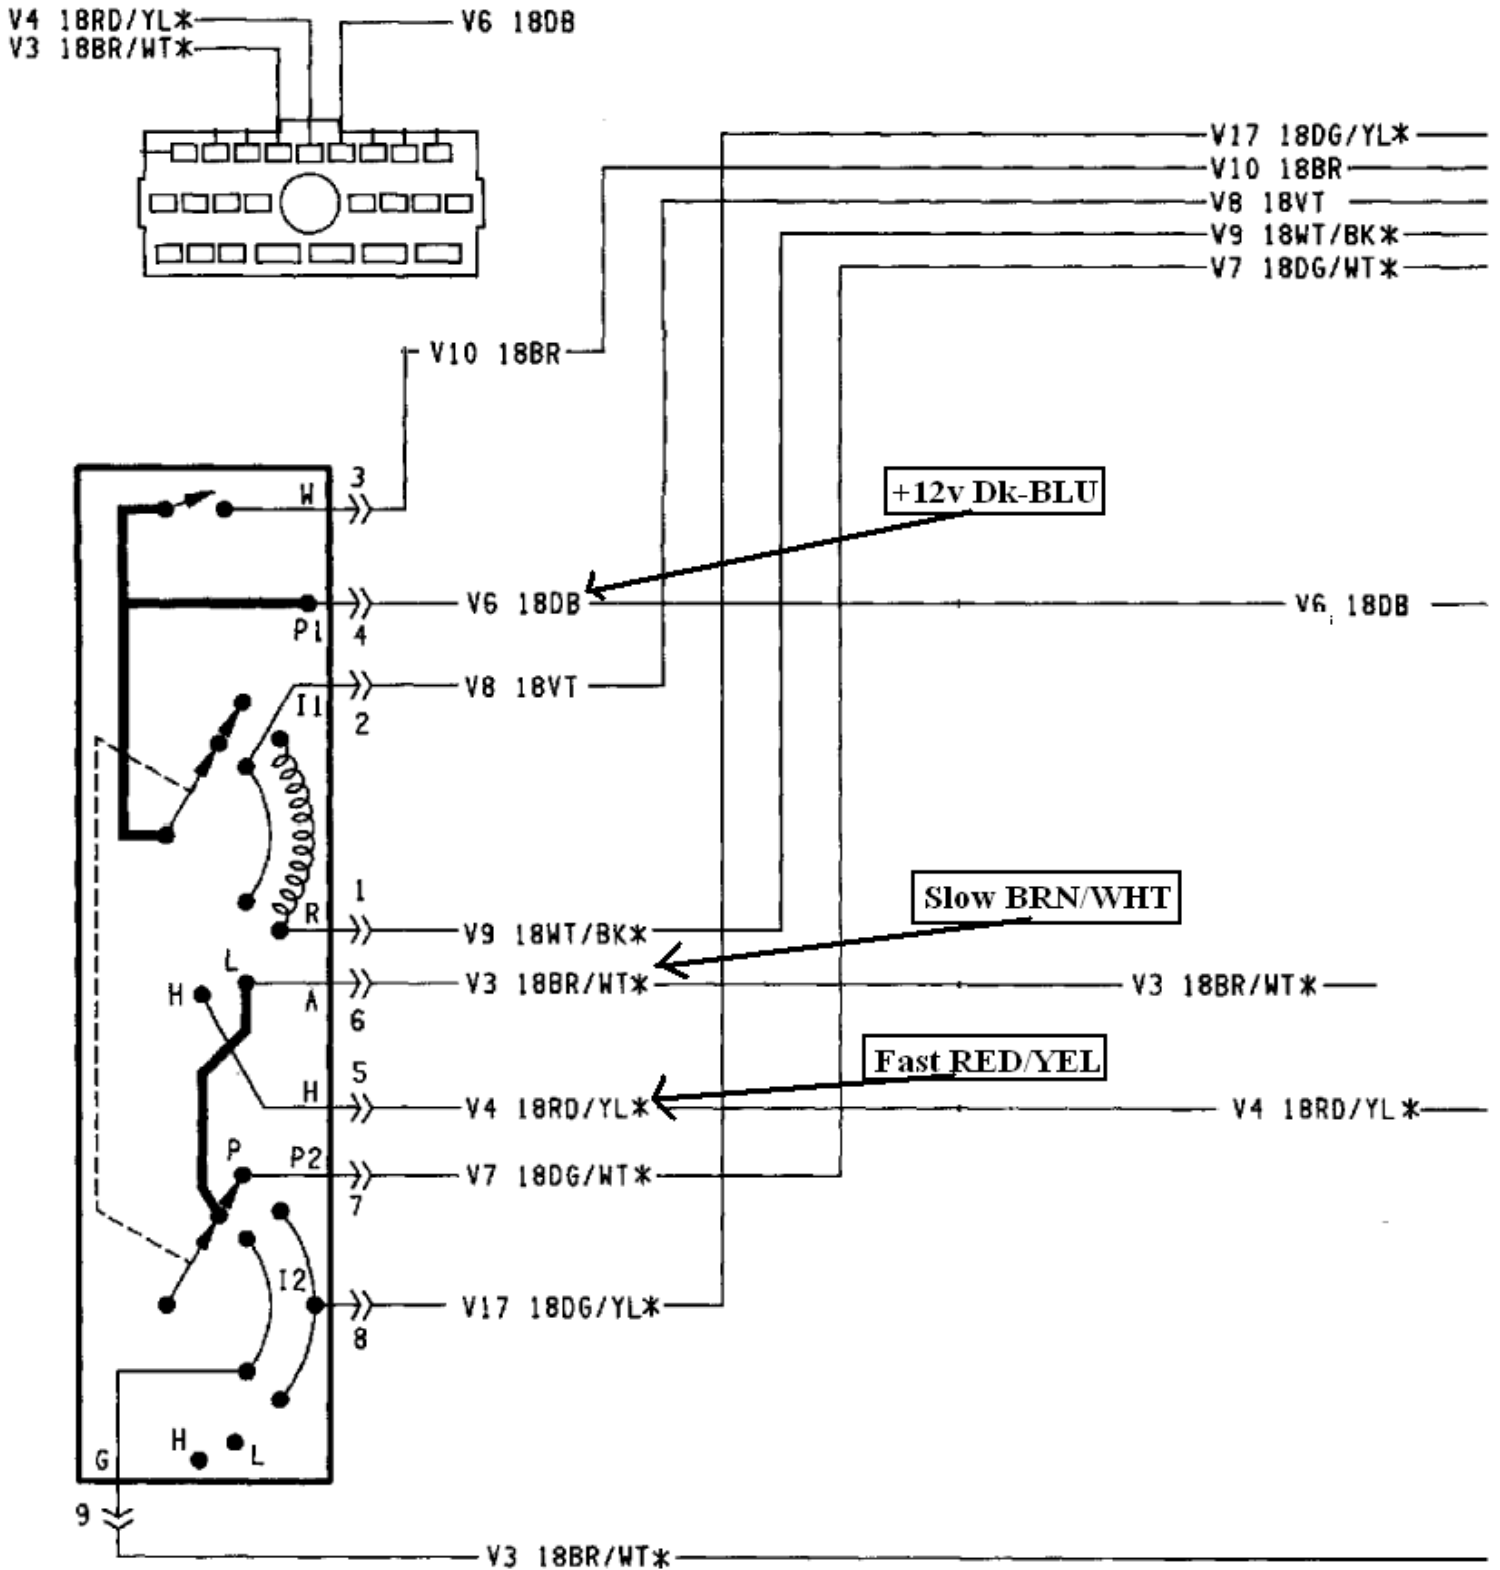 V4 18RD/YL*
V6 18DB
V3 18BR/WT*
V17 18DG/YL*
V10 18BR
V8 18VT
V9 18WT/BK*
V7 18DG/WT*
V10 18BR
3
W
+12v Dk-BLU
V6 18DB
V6 18DB
P1
4
V8 18VT
I1
2
1
R
V9 18WT/BK*
Slow BRN/WHT
L
H
A
V3 18BR/WT*
V3 18BR/WT*
6
5
Fast RED/YEL
H
V4 18RD/YL*
V4 18RD/YL*
P
P2
V7 18DG/WT*
7
I2
V17 18DG/YL*
8
H
L
G
9
V3 18BR/WT*